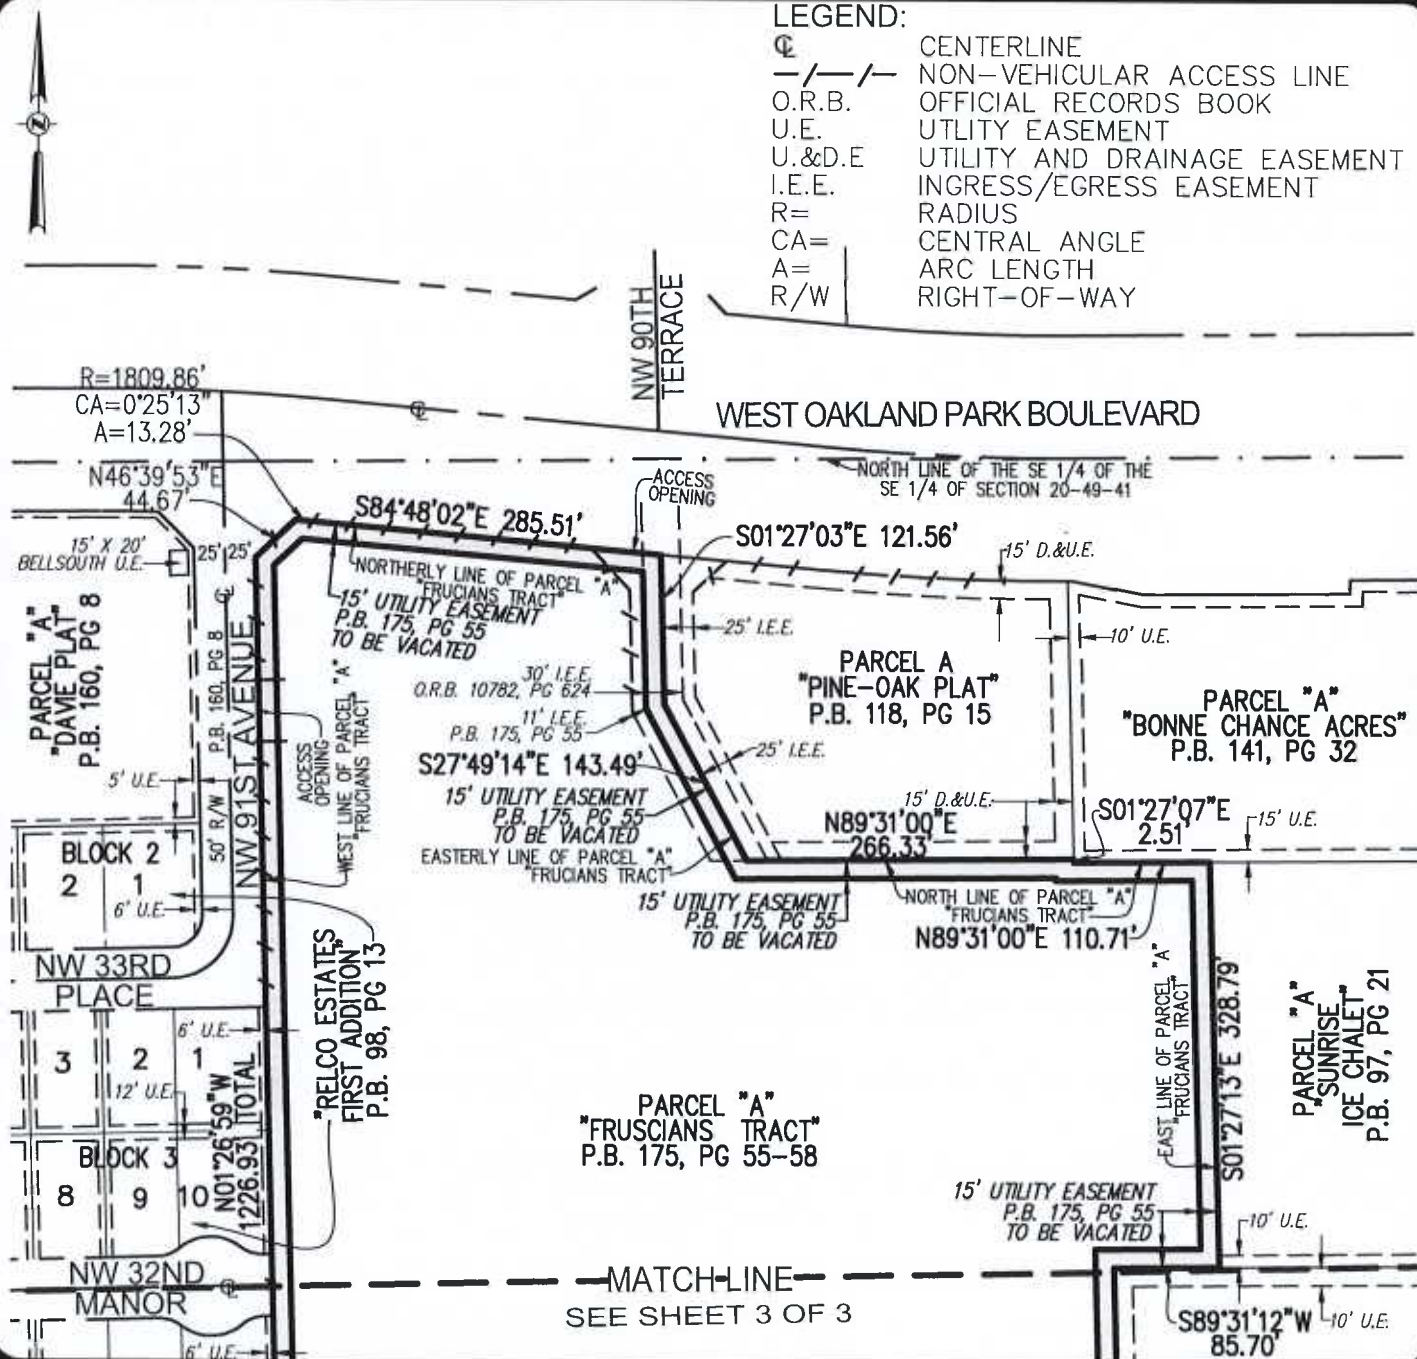 LEGEND:
℄ CENTERLINE
NON-VEHICULAR ACCESS LINE
O.R.B. OFFICIAL RECORDS BOOK
U.E. UTLITY EASEMENT
U.&D.E UTILITY AND DRAINAGE EASEMENT
I.E.E. INGRESS/EGRESS EASEMENT
R= RADIUS
CA= CENTRAL ANGLE
A= ARC LENGTH
R/W RIGHT-OF-WAY
N
NW 90TH
TERRACE
R=1809.86'
CA=0°25'13"
A=13.28'
℄
WEST OAKLAND PARK BOULEVARD
NORTH LINE OF THE SE 1/4 OF THE
SE 1/4 OF SECTION 20-49-41
N46°39'53"E
44.67'
ACCESS
OPENING
S84°48'02"E 285.51'
S01°27'03"E 121.56'
15' X 20'
BELLSOUTH U.E.
25' 25'
15' D.&U.E.
NORTHERLY LINE OF PARCEL "A"
"FRUCIANS TRACT"
15' UTILITY EASEMENT
P.B. 175, PG 55
TO BE VACATED
25' I.E.E.
10' U.E.
PARCEL "A"
"DAVIE PLAT"
P.B. 160, PG 8
P.B. 160, PG 8
℄
50' R/W
NW 91ST AVENUE
ACCESS
OPENING
WEST LINE OF PARCEL "A"
"FRUCIANS TRACT"
30' I.E.E.
O.R.B. 10782, PG 624
11' I.E.E.
P.B. 175, PG 55
PARCEL A
"PINE-OAK PLAT"
P.B. 118, PG 15
PARCEL "A"
"BONNE CHANCE ACRES"
P.B. 141, PG 32
S27°49'14"E 143.49'
25' I.E.E.
5' U.E.
15' UTILITY EASEMENT
P.B. 175, PG 55
TO BE VACATED
15' D.&U.E.
N89°31'00"E
266.33'
S01°27'07"E
2.51'
15' U.E.
EASTERLY LINE OF PARCEL "A"
"FRUCIANS TRACT"
BLOCK 2
2 1
6' U.E.
15' UTILITY EASEMENT
P.B. 175, PG 55
TO BE VACATED
NORTH LINE OF PARCEL "A"
"FRUCIANS TRACT"
N89°31'00"E 110.71'
NW 33RD
PLACE
"RELCO ESTATES"
FIRST ADDITION"
P.B. 98, PG 13
6' U.E.
3 2 1
12' U.E.
EAST LINE OF PARCEL "A"
"FRUCIANS TRACT"
S01°27'13"E 328.79'
PARCEL "A"
"SUNRISE
ICE CHALET"
P.B. 97, PG 21
PARCEL "A"
"FRUSCIANS TRACT"
P.B. 175, PG 55-58
BLOCK 3
8 9 10
N01°26'59"W
1226.93' TOTAL
15' UTILITY EASEMENT
P.B. 175, PG 55
TO BE VACATED
10' U.E.
NW 32ND
℄
MANOR
MATCH-LINE
SEE SHEET 3 OF 3
S89°31'12"W
85.70'
10' U.E.
6' U.E.